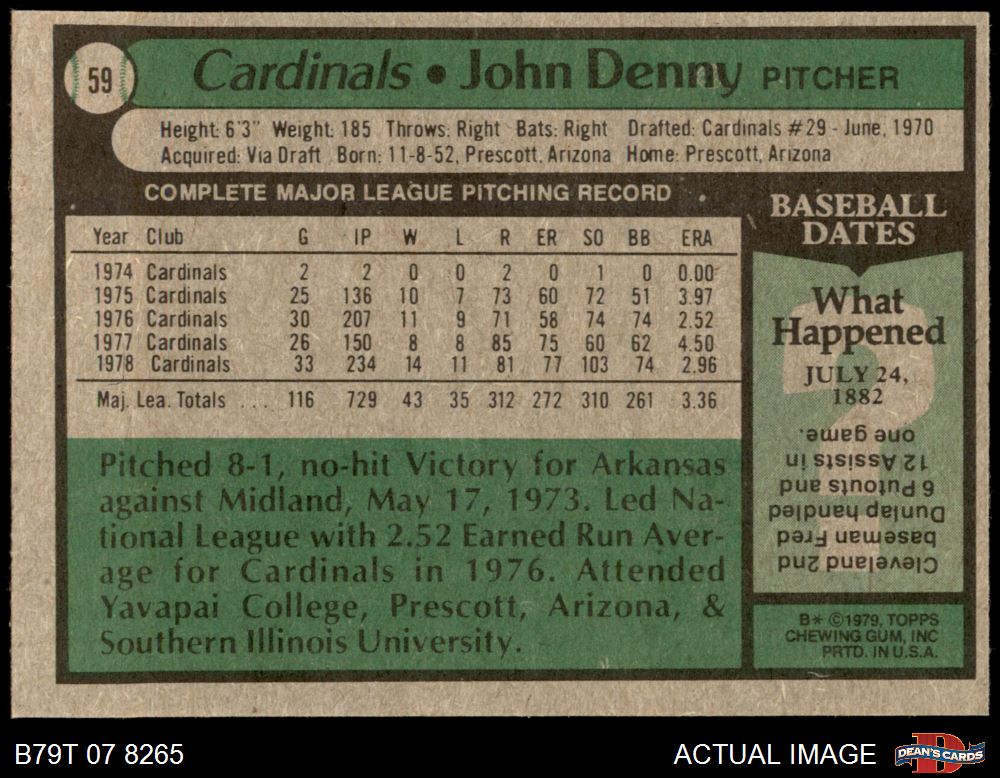 59
Cardinals • John Denny PITCHER
Height: 6'3" Weight: 185 Throws: Right Bats: Right Drafted: Cardinals #29 - June, 1970
Acquired: Via Draft Born: 11-8-52, Prescott, Arizona Home: Prescott, Arizona
COMPLETE MAJOR LEAGUE PITCHING RECORD
Year Club G IP W L R ER SO BB ERA
1974 Cardinals 2 2 0 0 2 0 1 0 0.00
1975 Cardinals 25 136 10 7 73 60 72 51 3.97
1976 Cardinals 30 207 11 9 71 58 74 74 2.52
1977 Cardinals 26 150 8 8 85 75 60 62 4.50
1978 Cardinals 33 234 14 11 81 77 103 74 2.96
Maj. Lea. Totals ... 116 729 43 35 312 272 310 261 3.36
Pitched 8-1, no-hit Victory for Arkansas
against Midland, May 17, 1973. Led Na-
tional League with 2.52 Earned Run Aver-
age for Cardinals in 1976. Attended
Yavapai College, Prescott, Arizona, &
Southern Illinois University.
BASEBALL
DATES
What
Happened
JULY 24,
1882
?
Cleveland 2nd
baseman Fred
Dunlap handled
6 Putouts and
12 Assists in
one game.
B* ©1979, TOPPS
CHEWING GUM, INC
PRTD. IN U.S.A.
B79T 07 8265
ACTUAL IMAGE
DEAN'S CARDS